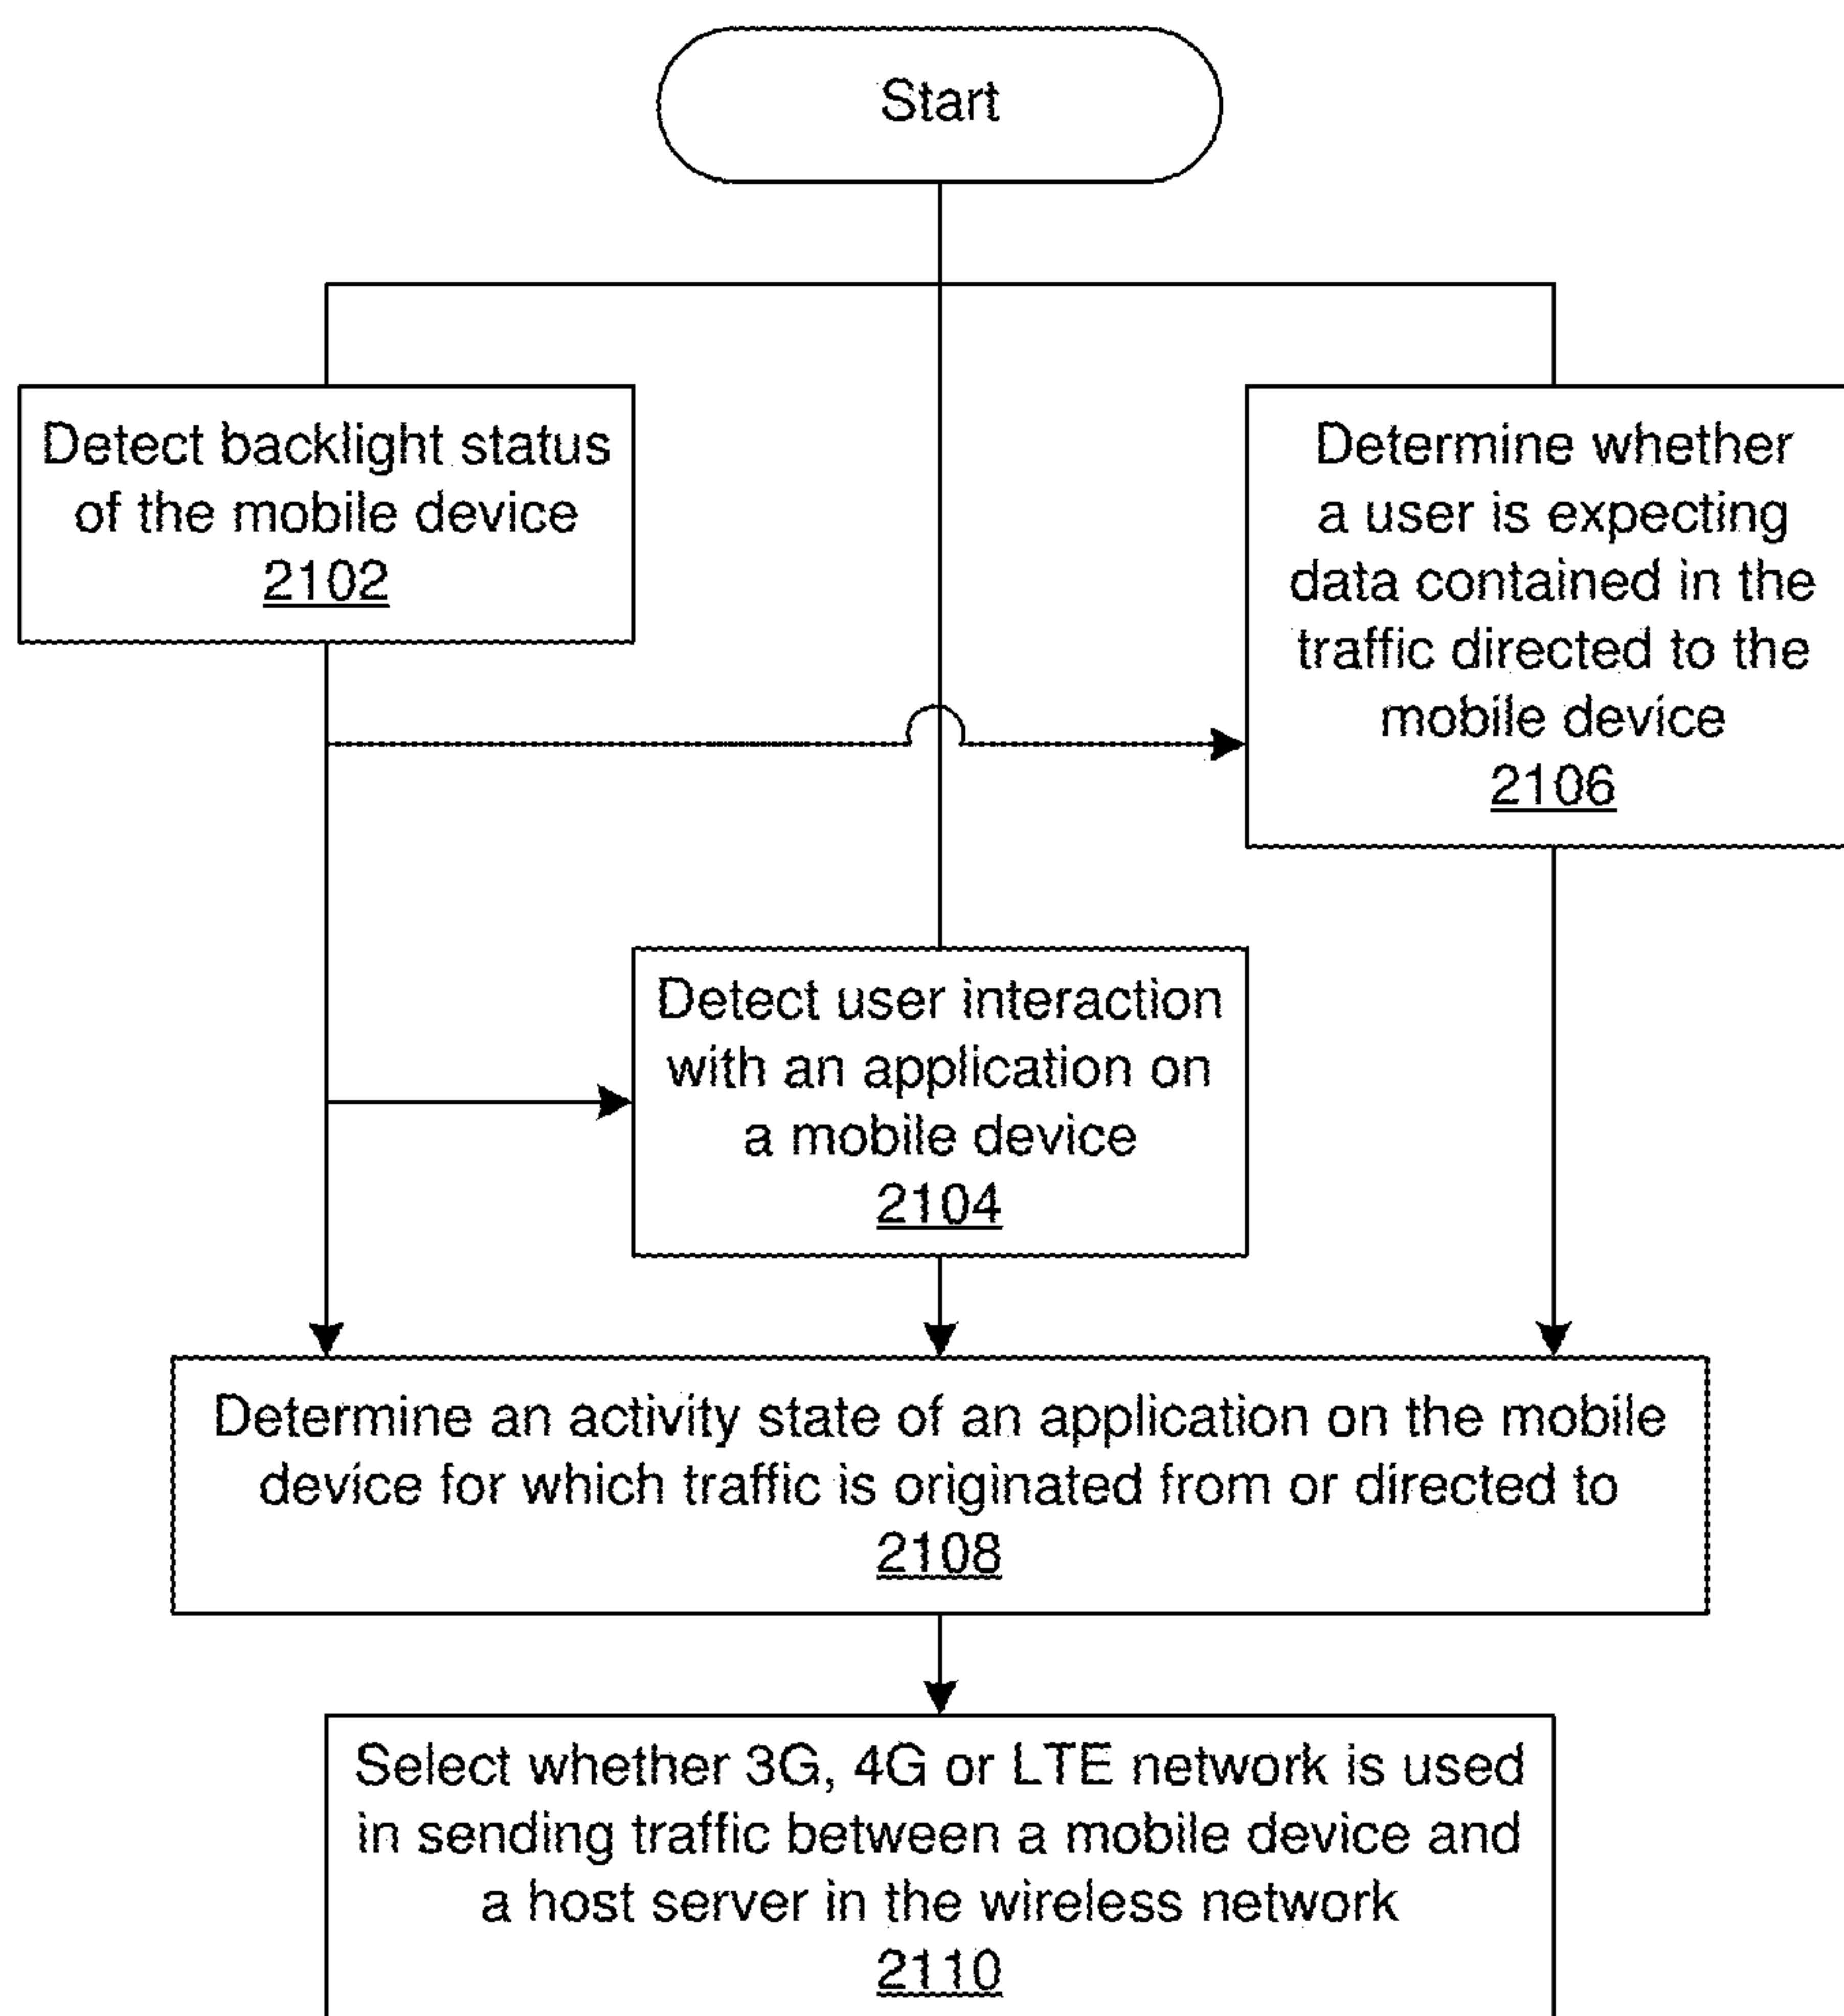 Start
Detect backlight status
of the mobile device
2102
Determine whether
a user is expecting
data contained in the
traffic directed to the
mobile device
2106
Detect user interaction
with an application on
a mobile device
2104
Determine an activity state of an application on the mobile
device for which traffic is originated from or directed to
2108
Select whether 3G, 4G or LTE network is used
in sending traffic between a mobile device and
a host server in the wireless network
2110